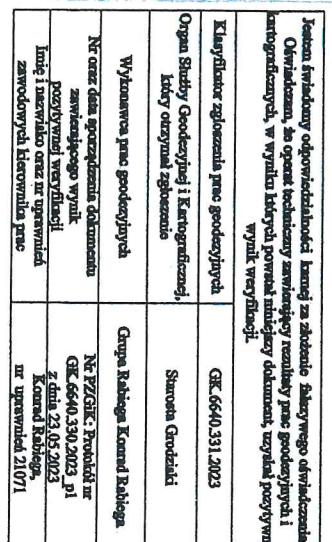 Jestem świadomy odpowiedzialności karnej za złożenie fałszywego oświadczenia
Oświadczam, że operat techniczny zawierający rezultaty prac geodezyjnych i
kartograficznych, w wyniku których powstał niniejszy dokument, uzyskał pozytywn
wynik weryfikacji.
Klasyfikator zgłoszenia prac geodezyjnych
GK.6640.331.2023
Organ Służby Geodezyjnej i Kartograficznej,
który otrzymał zgłoszenie
Starosta Grodziski
Wykonawca prac geodezyjnych
Grupa Rabiega Konrad Rabiega
Nr oraz data sporządzenia dokumentu
zawierającego wynik
pozytywnej weryfikacji
Nr PZGiK: Protokół nr
GK.6640.330.2023_p1
z dnia 23.05.2023
Imię i nazwisko oraz nr uprawnień
zawodowych kierownika prac
Konrad Rabiega,
nr uprawnień 21071